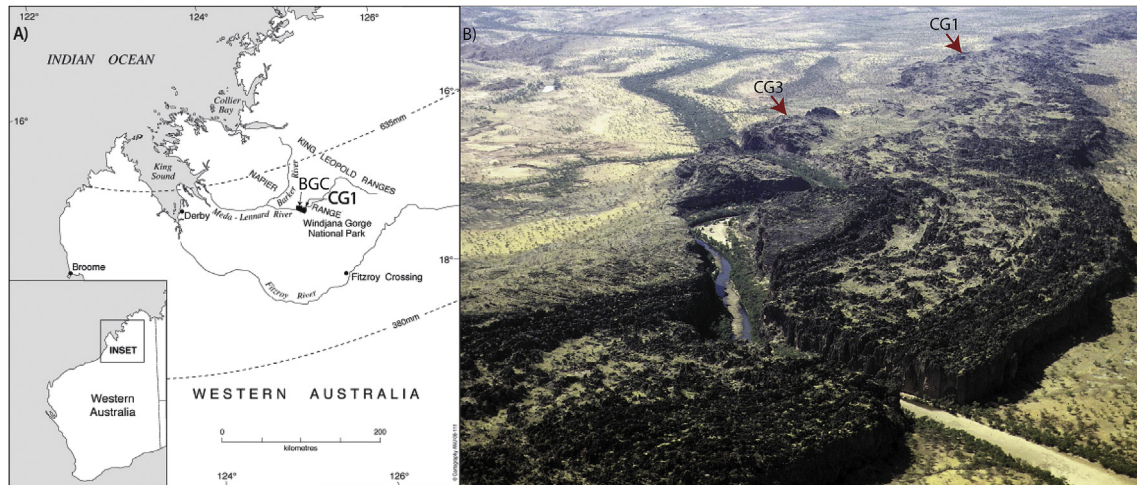 122°
124°
126°
A)
INDIAN OCEAN
Collier
Bay
16°
16°
635mm
King
Sound
KING LEOPOLD RANGES
NAPIER
Barker River
BGC
CG1
RANGE
Derby
Meda - Lennard River
Windjana Gorge
National Park
Broome
18°
Fitzroy Crossing
Fitzroy River
380mm
INSET
Western
Australia
WESTERN AUSTRALIA
0
200
kilometres
124°
126°
B)
CG1
CG3